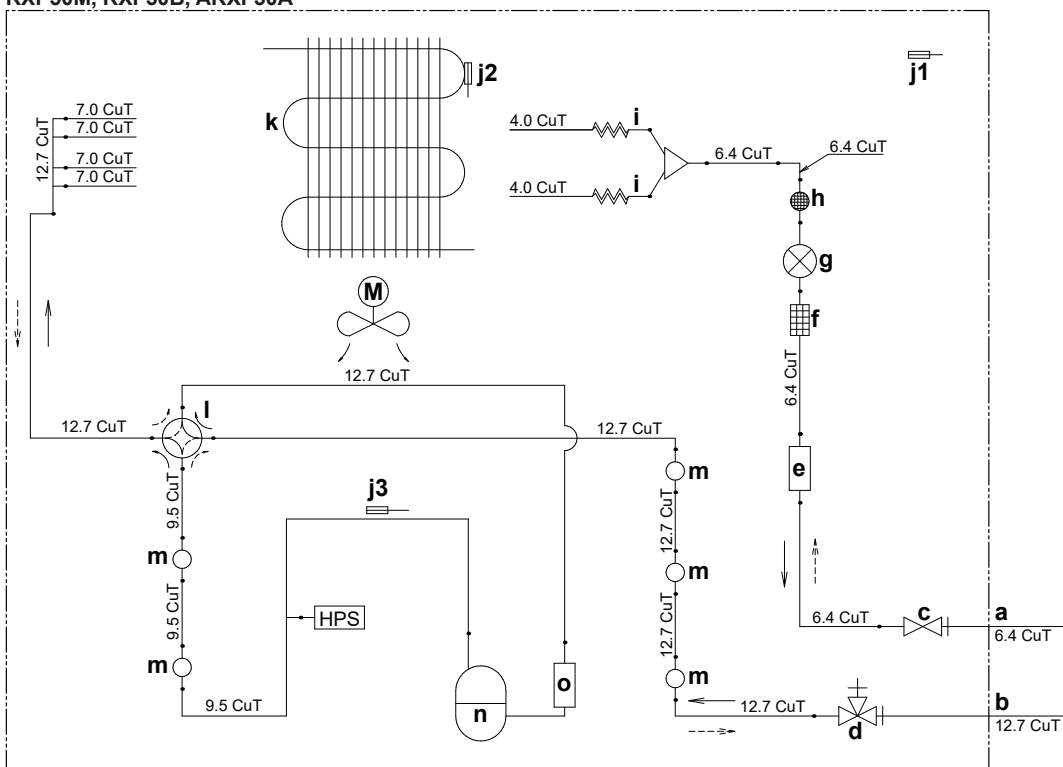 RXP50M, RXP50B, ARXP50A
j1
j2
k
7.0 CuT
7.0 CuT
7.0 CuT
7.0 CuT
12.7 CuT
4.0 CuT
i
4.0 CuT
i
6.4 CuT
6.4 CuT
h
g
f
M
12.7 CuT
6.4 CuT
12.7 CuT
l
12.7 CuT
e
m
9.5 CuT
j3
12.7 CuT
m
m
9.5 CuT
HPS
12.7 CuT
6.4 CuT
c
a
6.4 CuT
m
m
9.5 CuT
n
o
12.7 CuT
d
b
12.7 CuT